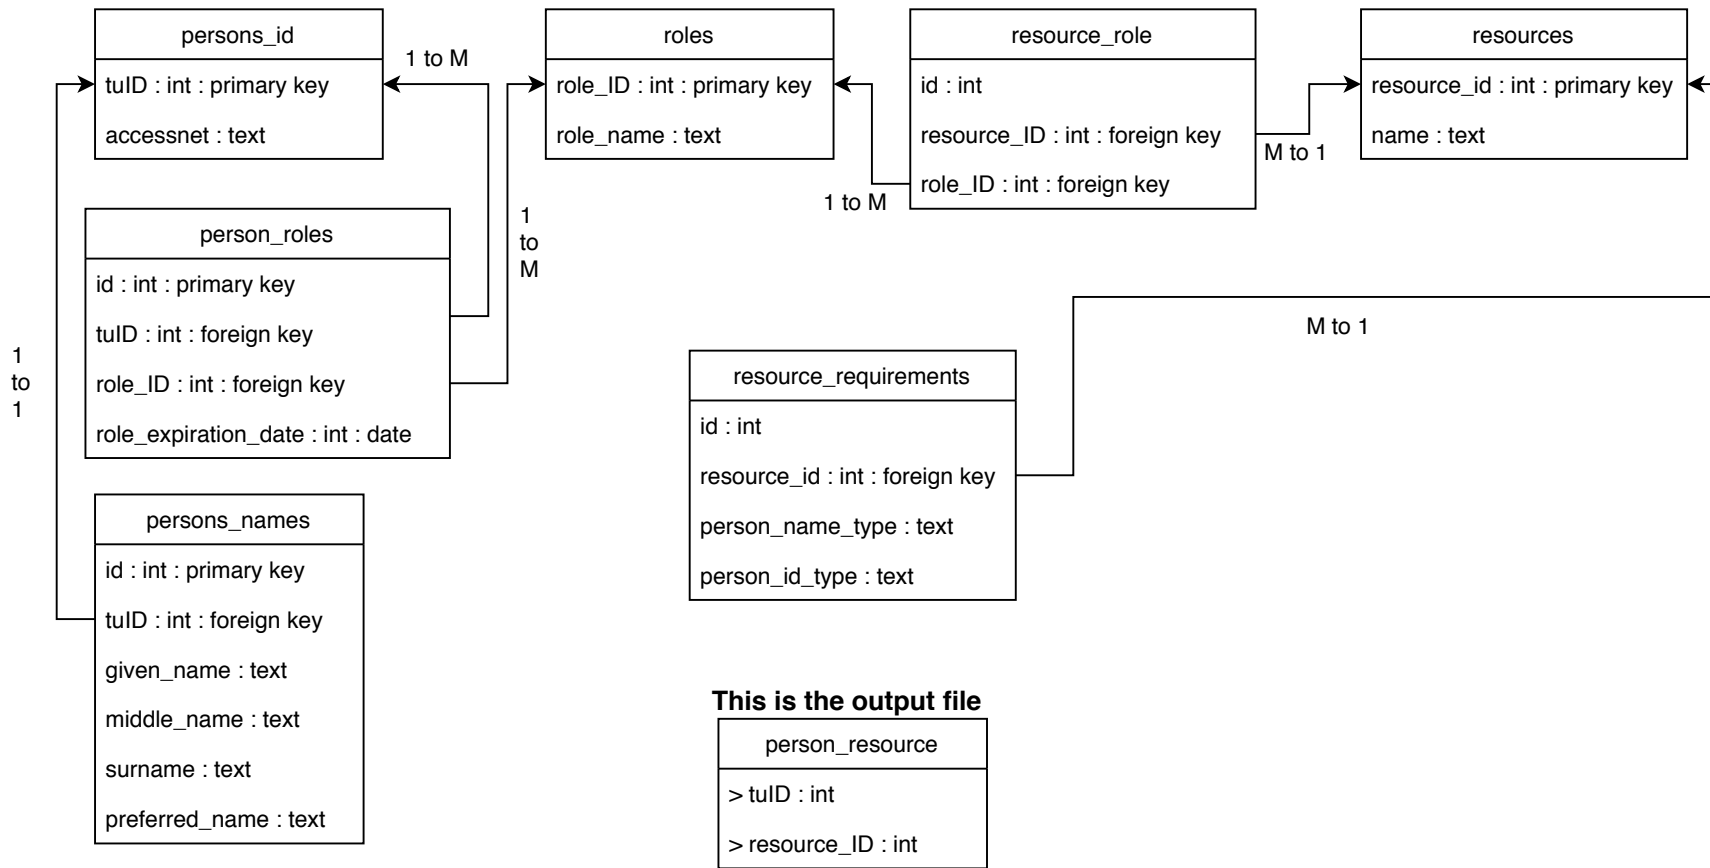 persons_id
tuID : int : primary key
accessnet : text
1 to M
roles
role_ID : int : primary key
role_name : text
resource_role
id : int
resource_ID : int : foreign key
role_ID : int : foreign key
1 to M
M to 1
resources
resource_id : int : primary key
name : text
person_roles
id : int : primary key
tuID : int : foreign key
role_ID : int : foreign key
role_expiration_date : int : date
1
to
M
1
to
1
persons_names
id : int : primary key
tuID : int : foreign key
given_name : text
middle_name : text
surname : text
preferred_name : text
resource_requirements
id : int
resource_id : int : foreign key
person_name_type : text
person_id_type : text
M to 1
This is the output file
person_resource
> tuID : int
> resource_ID : int